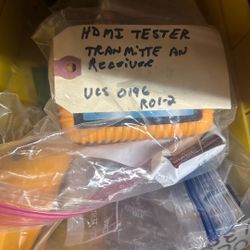 HDMI TESTER
TRANMITTE AN
Receiver
UCS 0196
R01-2